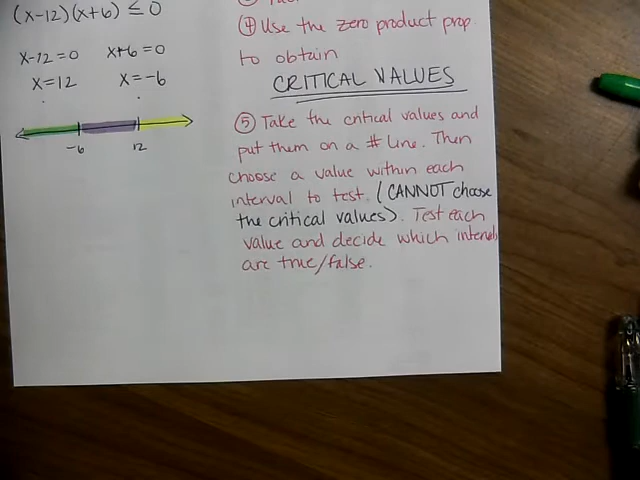 (x-12)(x+6) ≤ 0
x-12=0 x+6=0
x=12 x=-6
-6 12
④ Use the zero product prop.
to obtain
CRITICAL VALUES
⑤ Take the critical values and
put them on a # line. Then
choose a value within each
interval to test. (CANNOT choose
the critical values). Test each
value and decide which intervals
are true/false.